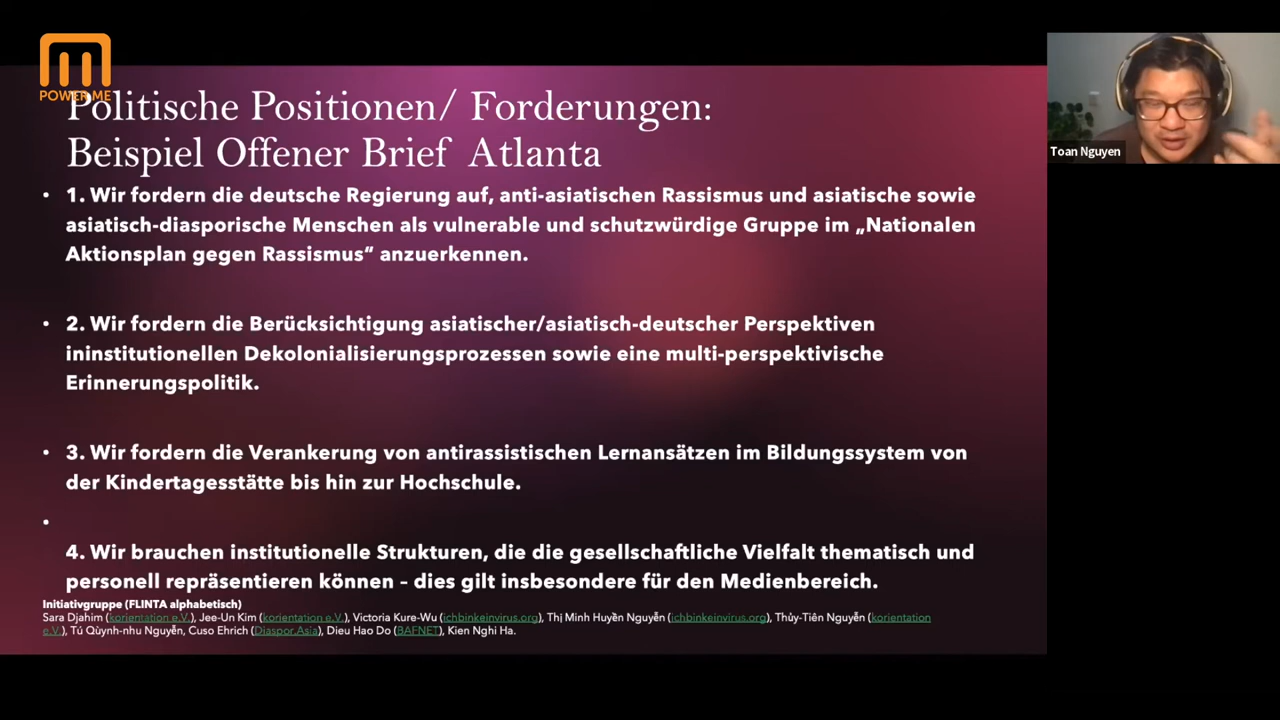 POWER ME
Politische Positionen/ Forderungen:
Beispiel Offener Brief Atlanta
• 1. Wir fordern die deutsche Regierung auf, anti-asiatischen Rassismus und asiatische sowie
asiatisch-diasporische Menschen als vulnerable und schutzwürdige Gruppe im „Nationalen
Aktionsplan gegen Rassismus“ anzuerkennen.
• 2. Wir fordern die Berücksichtigung asiatischer/asiatisch-deutscher Perspektiven
ininstitutionellen Dekolonialisierungsprozessen sowie eine multi-perspektivische
Erinnerungspolitik.
• 3. Wir fordern die Verankerung von antirassistischen Lernansätzen im Bildungssystem von
der Kindertagesstätte bis hin zur Hochschule.
•
4. Wir brauchen institutionelle Strukturen, die die gesellschaftliche Vielfalt thematisch und
personell repräsentieren können – dies gilt insbesondere für den Medienbereich.
Initiativgruppe (FLINTA alphabetisch)
Sara Djahim (korientation e.V.), Jee-Un Kim (korientation e.V.), Victoria Kure-Wu (ichbinkeinvirus.org), Thị Minh Huyền Nguyễn (ichbinkeinvirus.org), Thủy-Tiên Nguyễn (korientation
e.V.), Tú Qùynh-nhu Nguyễn, Cuso Ehrich (Diaspor.Asia), Dieu Hao Do (BAFNET), Kien Nghi Ha.
Toan Nguyen